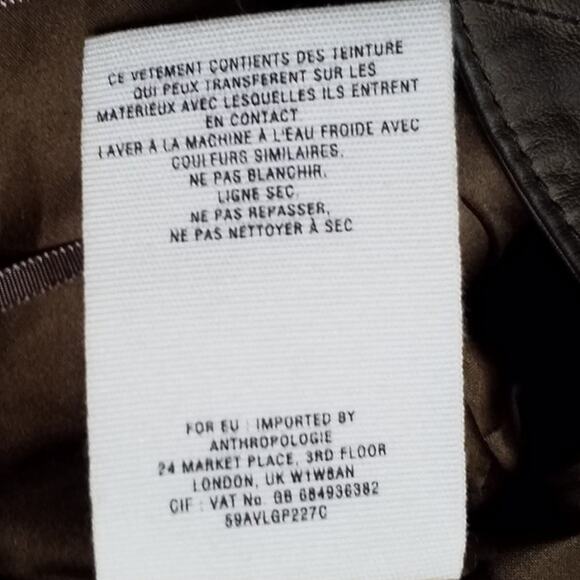 CE VETEMENT CONTIENTS DES TEINTURE
QUI PEUX TRANSFERENT SUR LES
MATERIEUX AVEC LESQUELLES ILS ENTRENT
EN CONTACT
LAVER À LA MACHINE À L'EAU FROIDE AVEC
COULEURS SIMILAIRES,
NE PAS BLANCHIR,
LIGNE SEC,
NE PAS REPASSER,
NE PAS NETTOYER À SEC
FOR EU : IMPORTED BY
ANTHROPOLOGIE
24 MARKET PLACE, 3RD FLOOR
LONDON, UK W1W8AN
CIF : VAT No. GB 684936382
59AVLGP227C